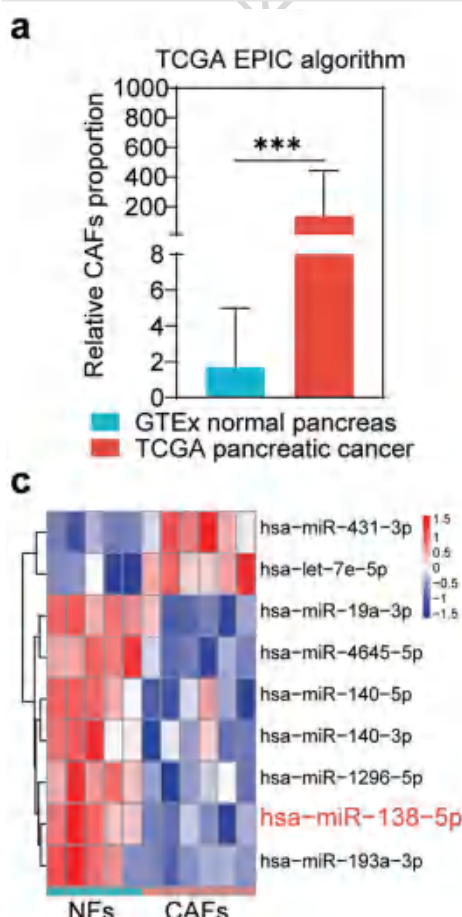 a
TCGA EPIC algorithm
Relative CAFs proportion
1000
800
600
400
200
8
6
4
2
0
***
GTEx normal pancreas
TCGA pancreatic cancer
c
hsa-miR-431-3p
hsa-let-7e-5p
hsa-miR-19a-3p
hsa-miR-4645-5p
hsa-miR-140-5p
hsa-miR-140-3p
hsa-miR-1296-5p
hsa-miR-138-5p
hsa-miR-193a-3p
1.5
1
0.5
0
-0.5
-1
-1.5
NFs CAFs